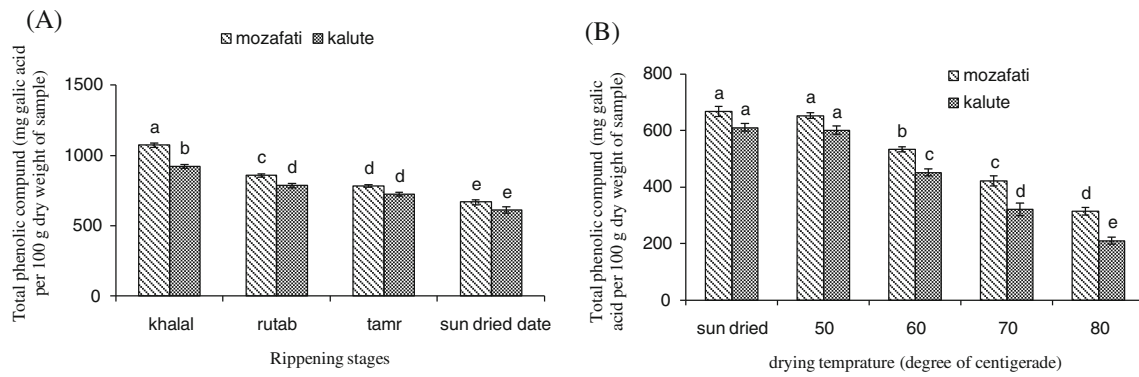 (A)
mozafati kalute
Total phenolic compund (mg galic acid
per 100 g dry weight of sample)
1500
1000
500
0
a b c d d d e e
khalal rutab tamr sun dried date
Rippening stages
(B)
mozafati
kalute
Total phenolic compound (mg galic
acid per 100 g dry weight of sample)
800
600
400
200
0
a a a a b c c d d e
sun dried 50 60 70 80
drying temprature (degree of centigerade)